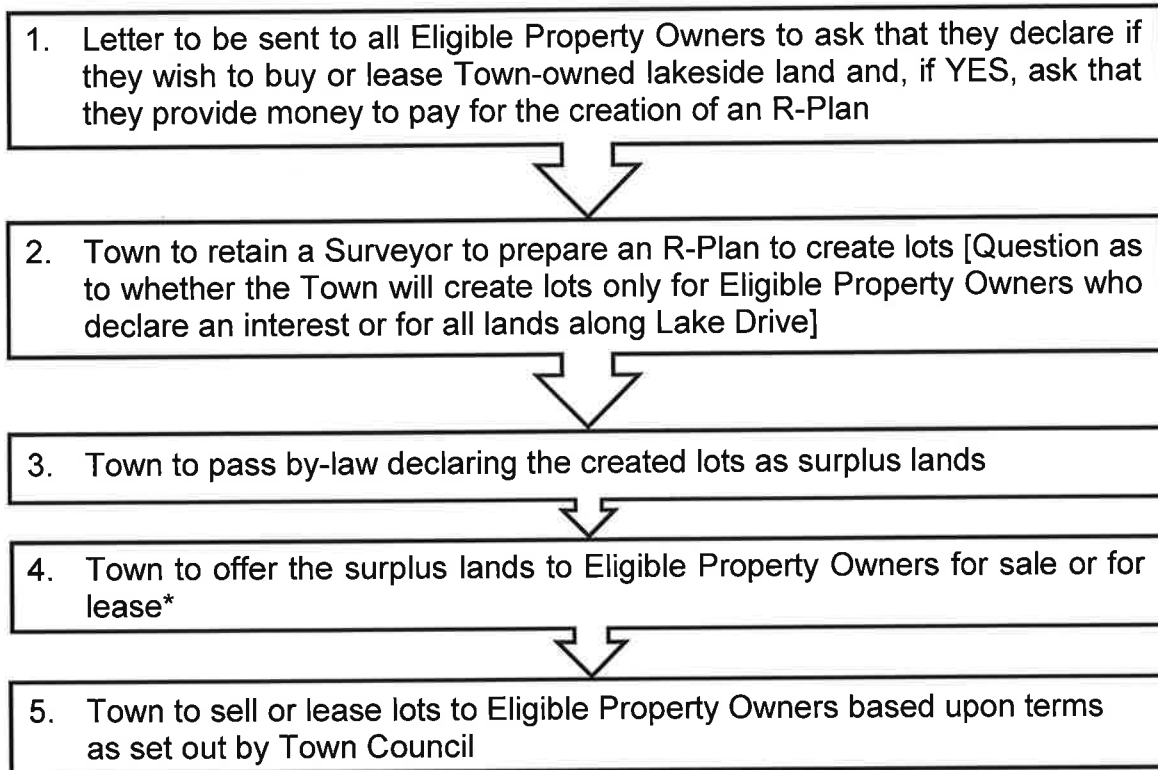 1. Letter to be sent to all Eligible Property Owners to ask that they declare if
they wish to buy or lease Town-owned lakeside land and, if YES, ask that
they provide money to pay for the creation of an R-Plan
2. Town to retain a Surveyor to prepare an R-Plan to create lots [Question as
to whether the Town will create lots only for Eligible Property Owners who
declare an interest or for all lands along Lake Drive]
3. Town to pass by-law declaring the created lots as surplus lands
4. Town to offer the surplus lands to Eligible Property Owners for sale or for
lease*
5. Town to sell or lease lots to Eligible Property Owners based upon terms
as set out by Town Council